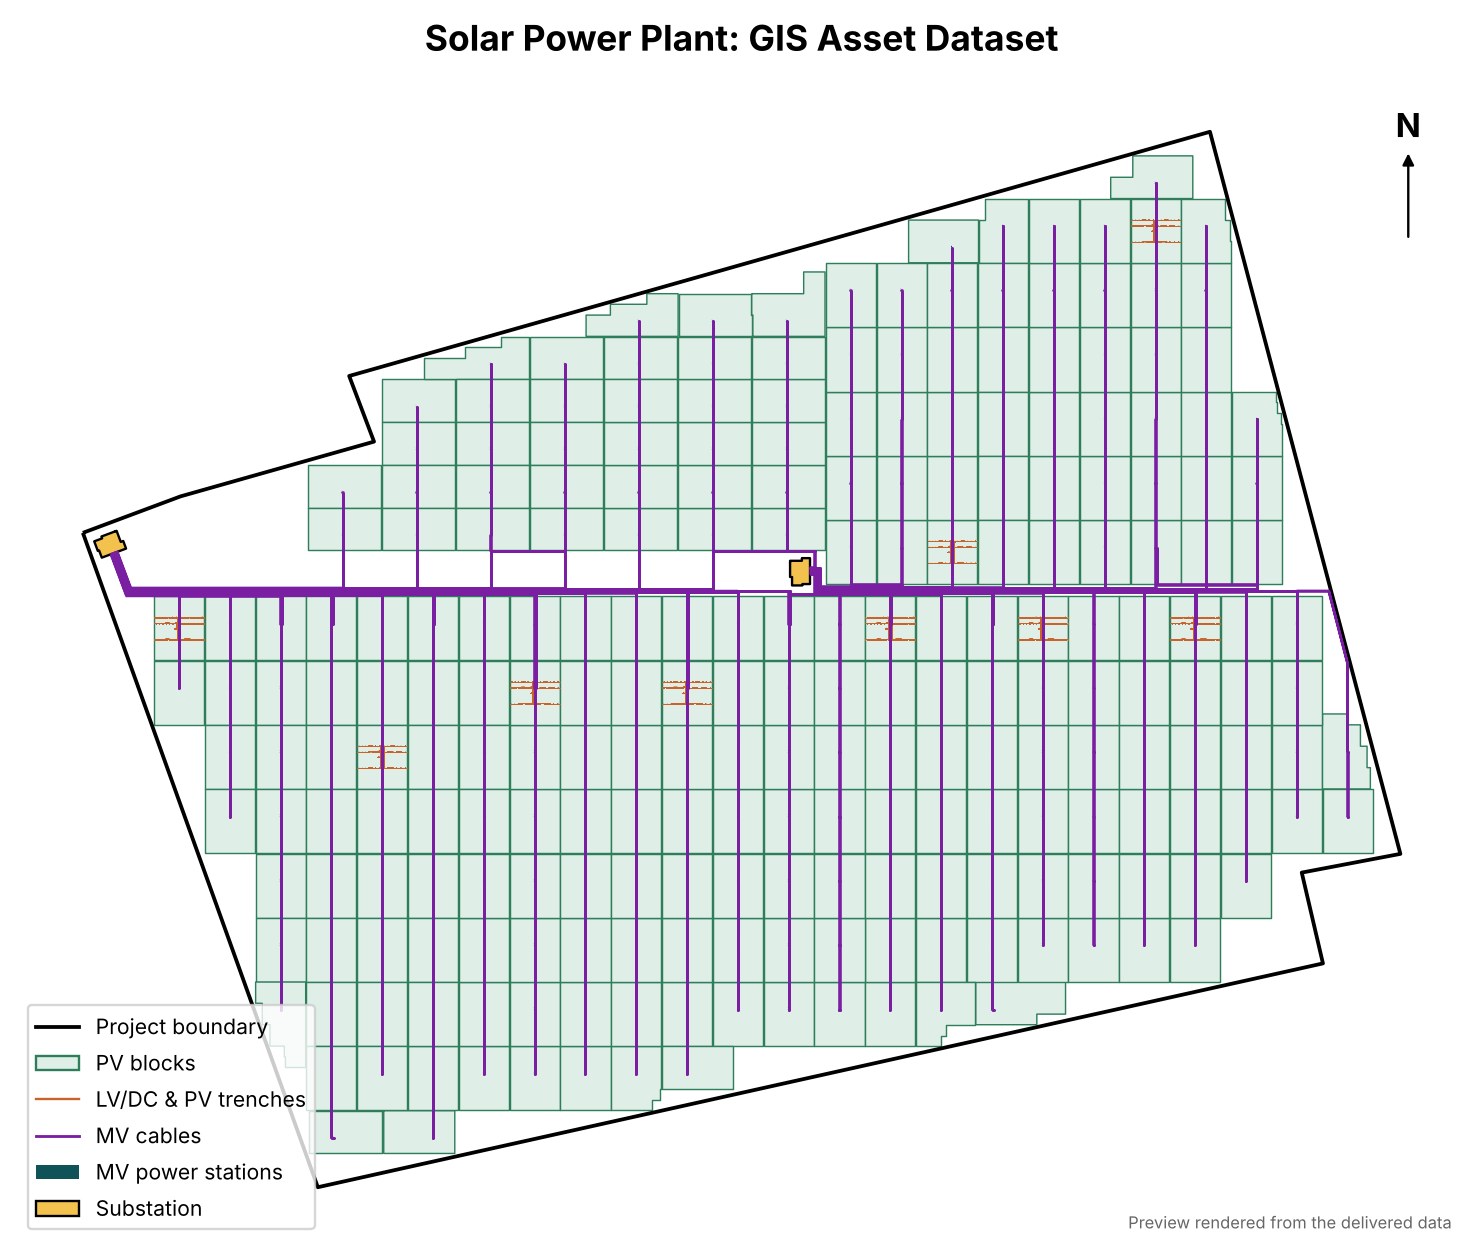 Solar Power Plant: GIS Asset Dataset
N
Project boundary
PV blocks
LV/DC & PV trenches
MV cables
MV power stations
Substation
Preview rendered from the delivered data